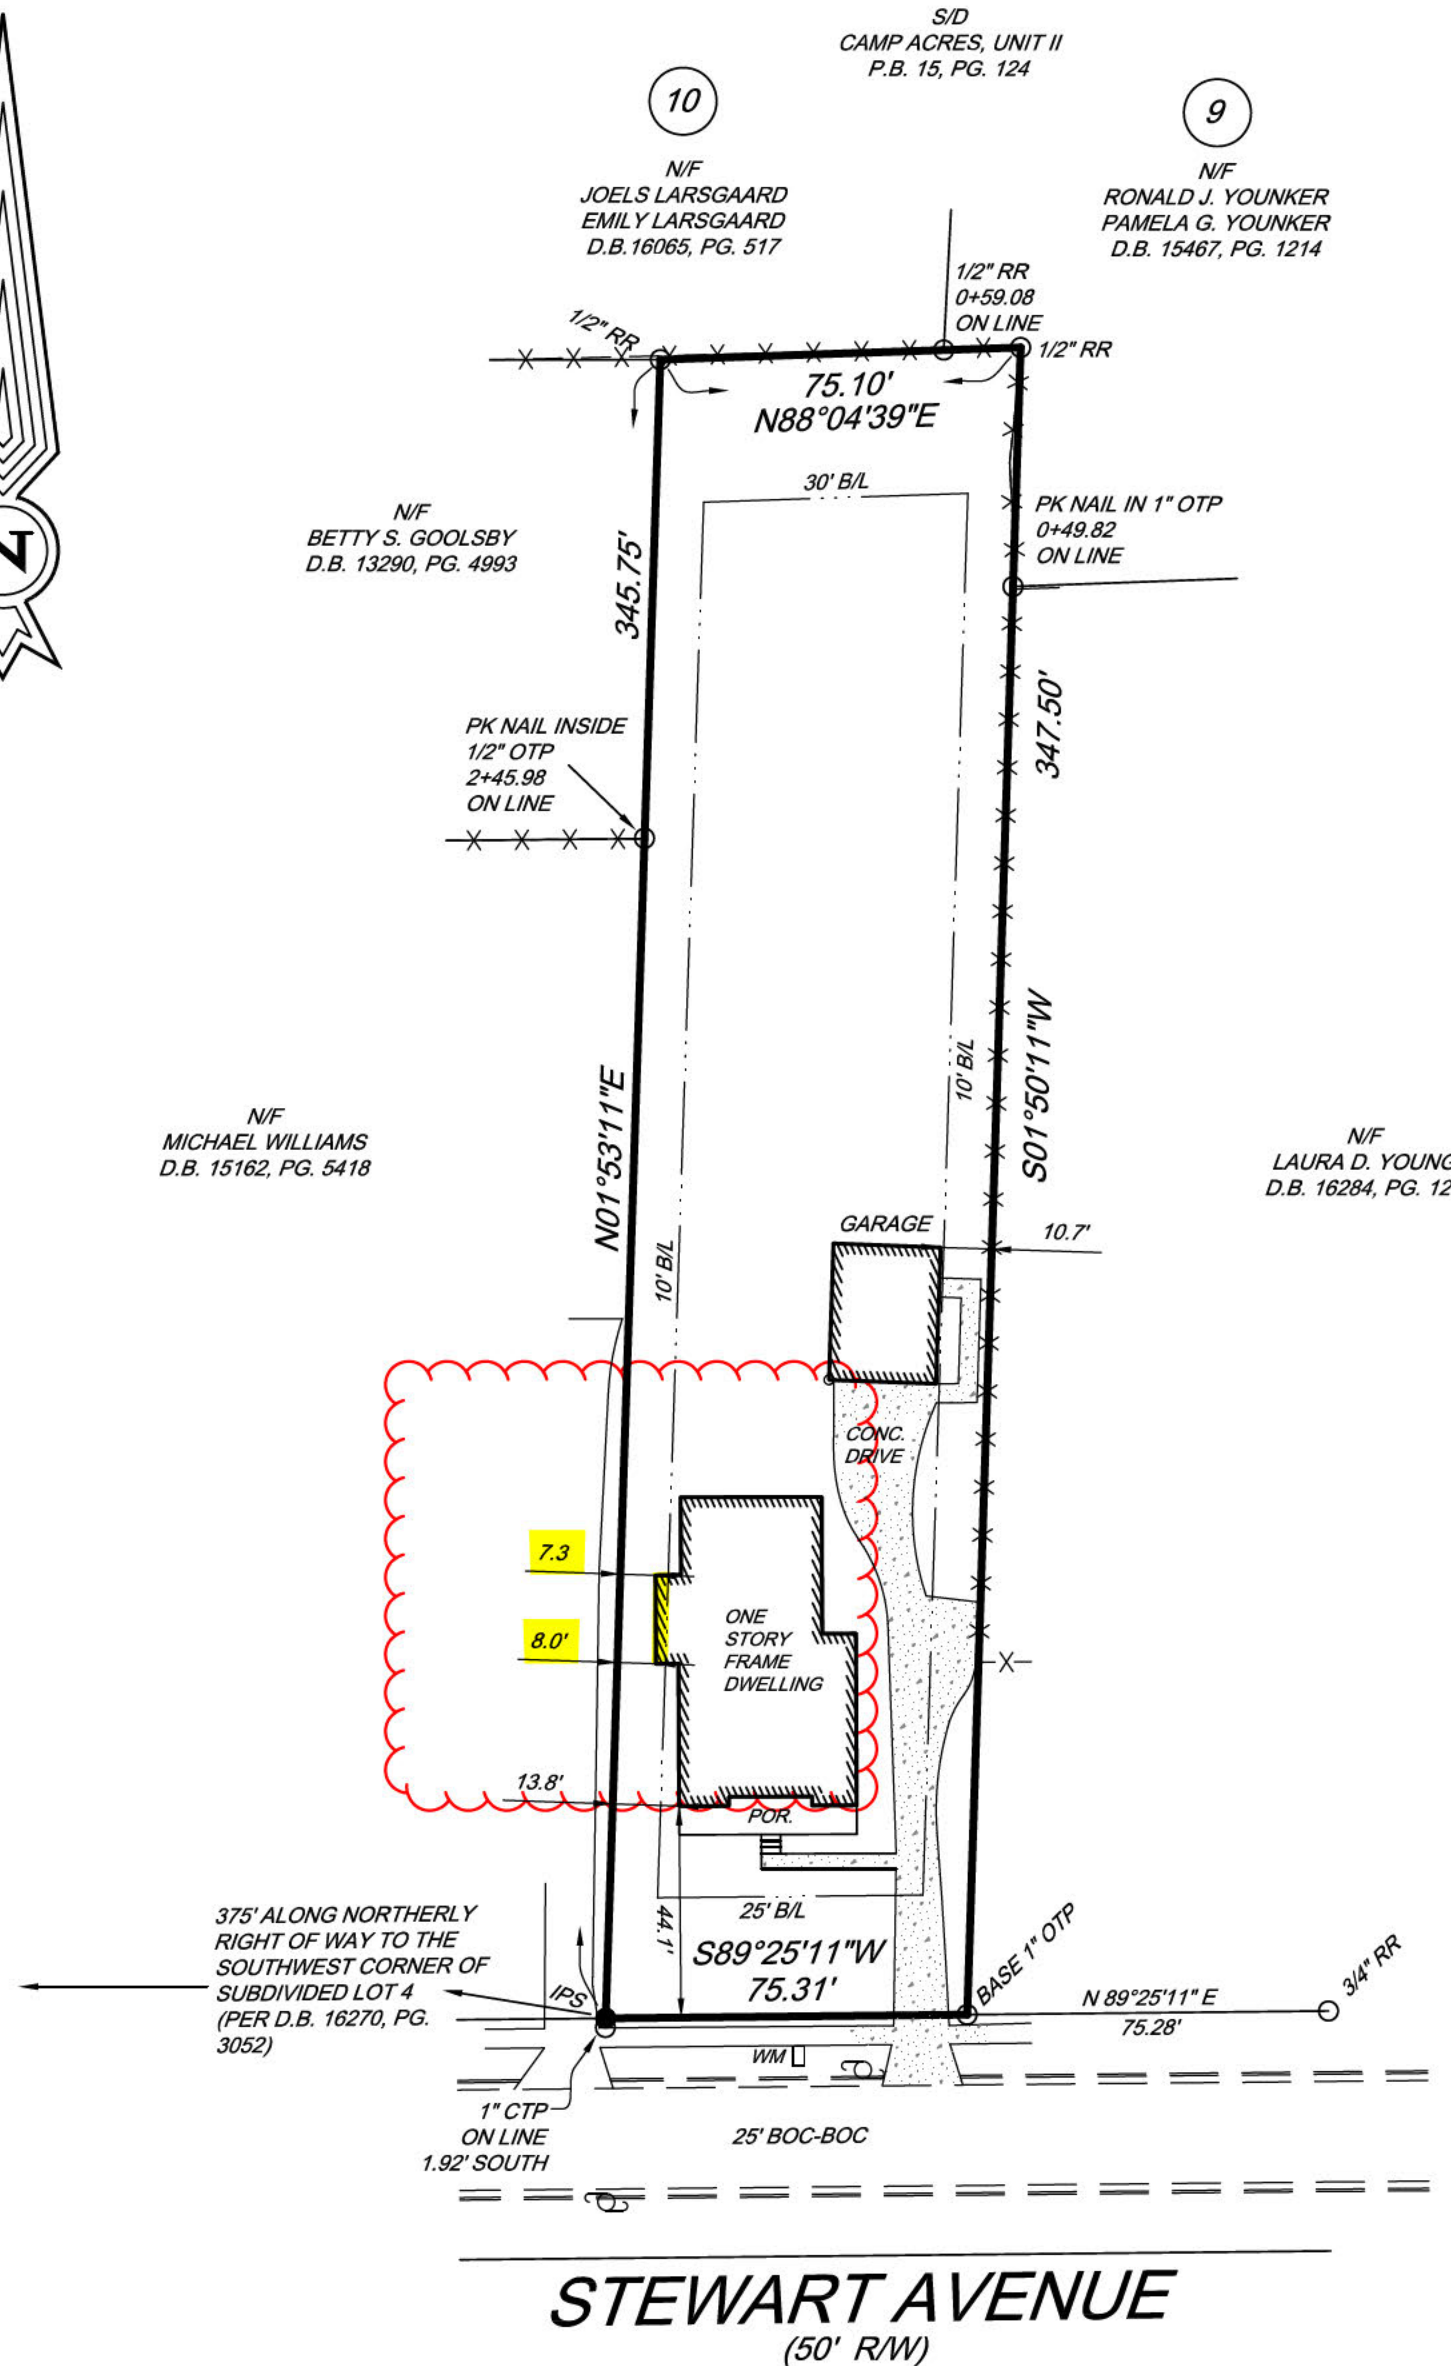 S/D
CAMP ACRES, UNIT II
P.B. 15, PG. 124
10
9
N/F
JOELS LARSGAARD
EMILY LARSGAARD
D.B.16065, PG. 517
N/F
RONALD J. YOUNKER
PAMELA G. YOUNKER
D.B. 15467, PG. 1214
1/2" RR
0+59.08
ON LINE
1/2" RR
1/2" RR
75.10'
N88°04'39"E
30' B/L
N
N/F
BETTY S. GOOLSBY
D.B. 13290, PG. 4993
345.75'
PK NAIL IN 1" OTP
0+49.82
ON LINE
PK NAIL INSIDE
1/2" OTP
2+45.98
ON LINE
347.50'
N01°53'11"E
S01°50'11"W
10' B/L
N/F
MICHAEL WILLIAMS
D.B. 15162, PG. 5418
N/F
LAURA D. YOUNG
D.B. 16284, PG. 12
GARAGE
10.7'
10' B/L
CONC.
DRIVE
7.3
8.0'
ONE
STORY
FRAME
DWELLING
13.8'
POR.
25' B/L
44.1'
S89°25'11"W
75.31'
375' ALONG NORTHERLY
RIGHT OF WAY TO THE
SOUTHWEST CORNER OF
SUBDIVIDED LOT 4
(PER D.B. 16270, PG.
3052)
IPS
BASE 1" OTP
N 89°25'11" E
75.28'
3/4" RR
WM
1" CTP
ON LINE
1.92' SOUTH
25' BOC-BOC
STEWART AVENUE
(50' R/W)